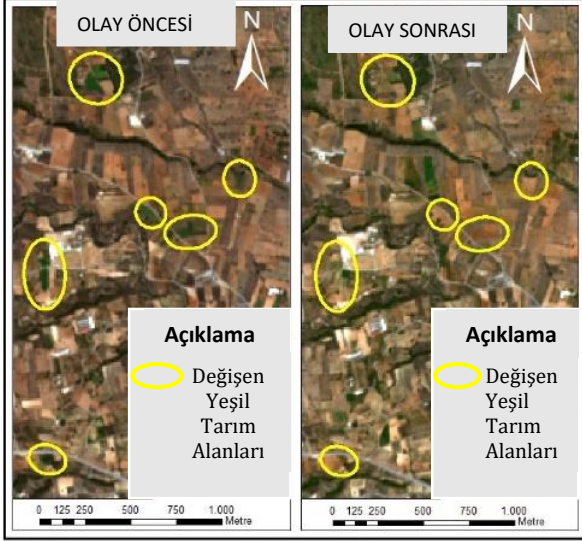 OLAY ÖNCESİ
N
Açıklama
Değişen
Yeşil
Tarım
Alanları
0 125 250 500 750 1.000
Metre
OLAY SONRASI
N
Açıklama
Değişen
Yeşil
Tarım
Alanları
0 125 250 500 750 1.000
Metre